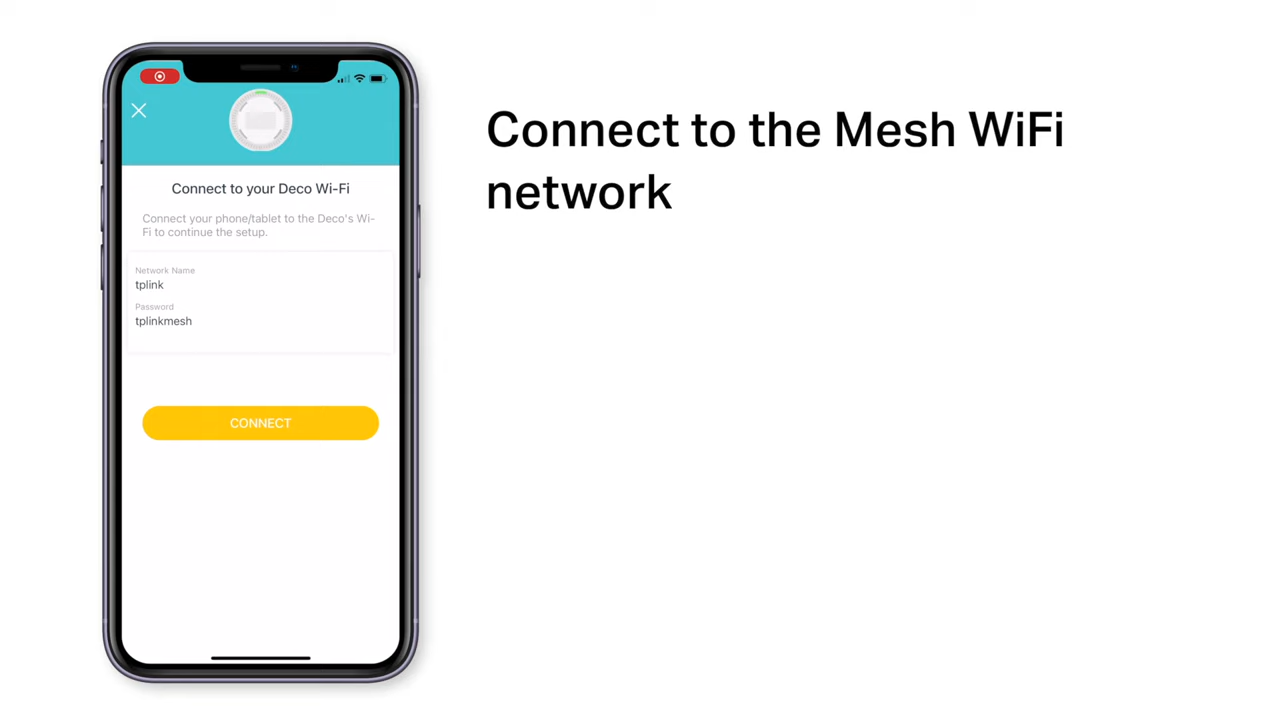 Connect to your Deco Wi-Fi
Connect your phone/tablet to the Deco's Wi-
Fi to continue the setup.
Network Name
tplink
Password
tplinkmesh
CONNECT
Connect to the Mesh WiFi
network